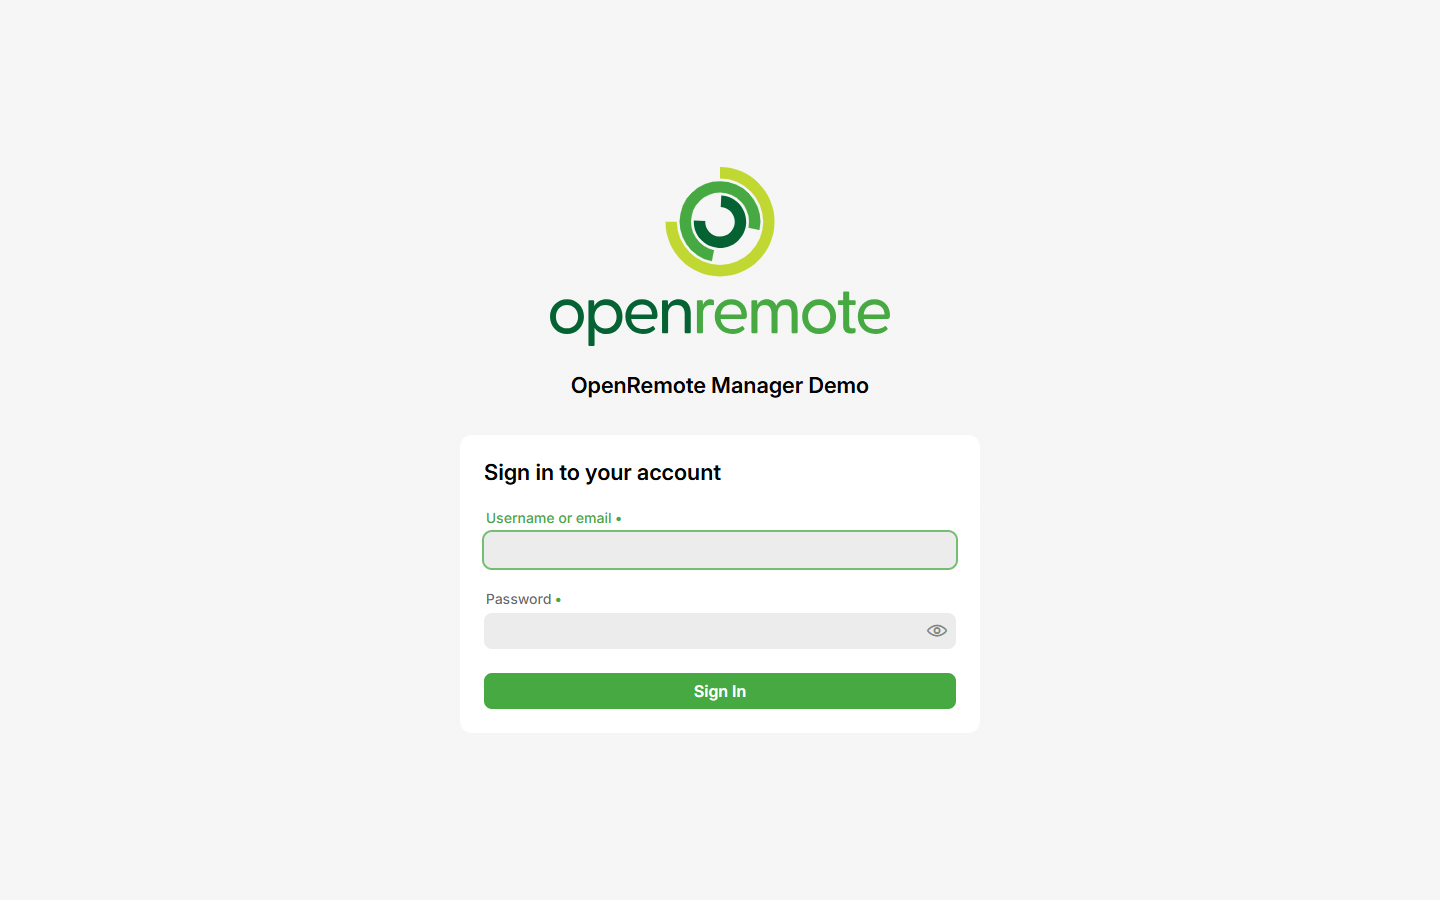 openremote
OpenRemote Manager Demo
Sign in to your account
Username or email •
Password •
Sign In